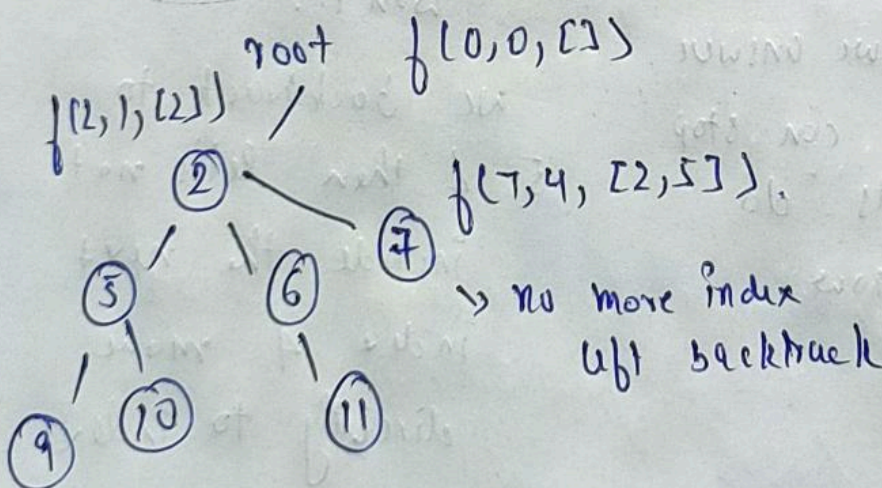 root f(0,0,[])
f(2,1,[2])
2
f(7,4,[2,5]).
5 6 7
↳ no more index
left backtrack
9 10 11